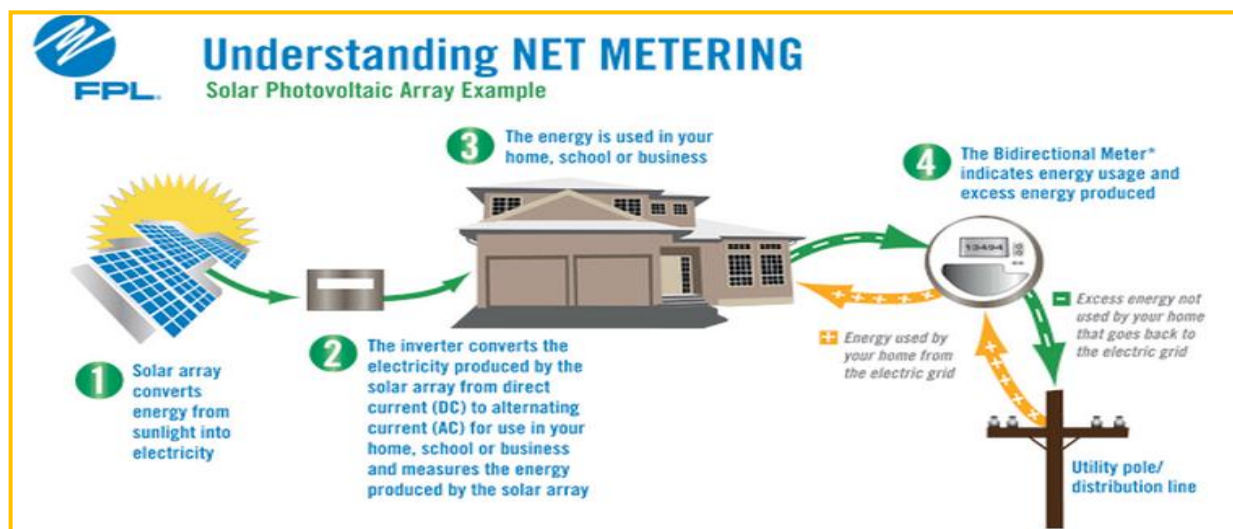 FPL.
Understanding NET METERING
Solar Photovoltaic Array Example
1
Solar array
converts
energy from
sunlight into
electricity
2
The inverter converts the
electricity produced by the
solar array from direct
current (DC) to alternating
current (AC) for use in your
home, school or business
and measures the energy
produced by the solar array
3
The energy is used in your
home, school or business
4
The Bidirectional Meter*
indicates energy usage and
excess energy produced
13494
+ Energy used by
your home from
the electric grid
- Excess energy not
used by your home
that goes back to
the electric grid
Utility pole/
distribution line